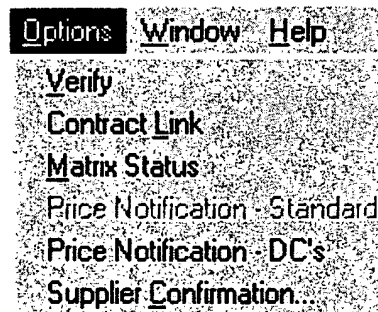 Options Window Help
Verify
Contract Link
Matrix Status
Price Notification - Standard
Price Notification - DC's
Supplier Confirmation...